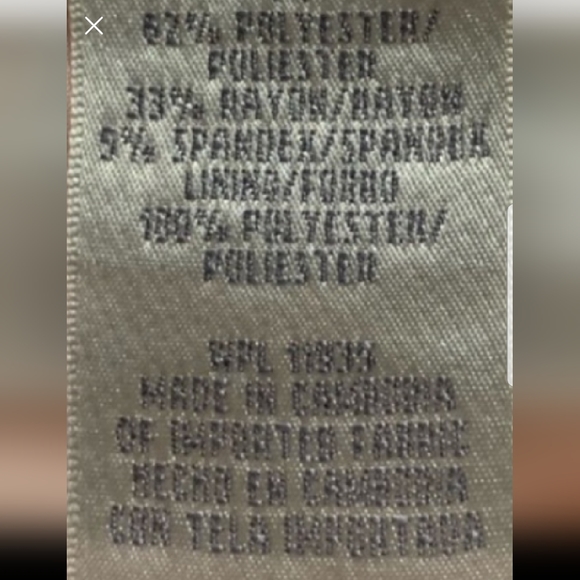 62% POLYESTER/
POLIESTER
33% RAYON/RAYON
5% SPANDEX/SPANDEX
LINING/FORRO
100% POLYESTER/
POLIESTER
WPL
MADE IN CAMBODIA
OF IMPORTED FABRIC
HECHO EN CAMBOYA
CON TELA IMPORTADA